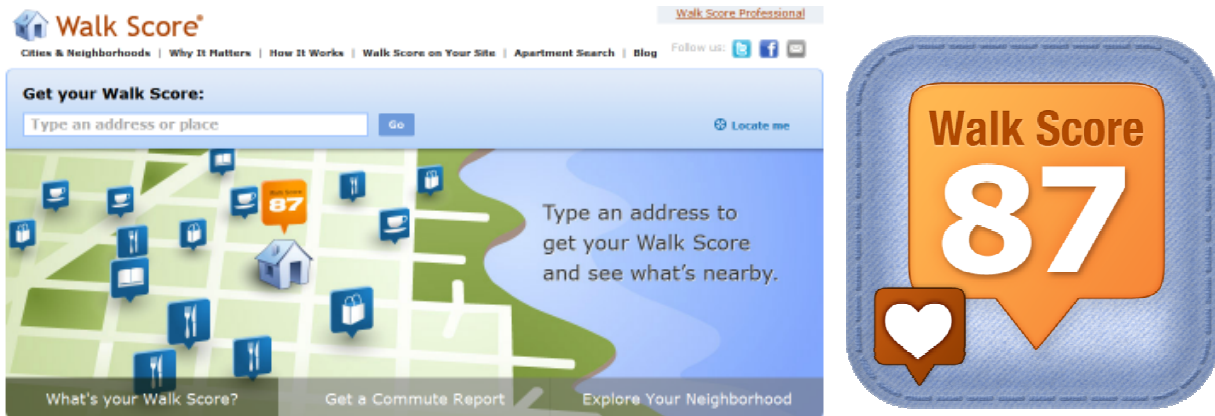 Walk Score®
Walk Score Professional
Cities & Neighborhoods | Why It Matters | How It Works | Walk Score on Your Site | Apartment Search | Blog
Follow us:
Get your Walk Score:
Type an address or place
Go
Locate me
Walk Score
87
Type an address to
get your Walk Score
and see what's nearby.
What's your Walk Score?
Get a Commute Report
Explore Your Neighborhood
Walk Score
87